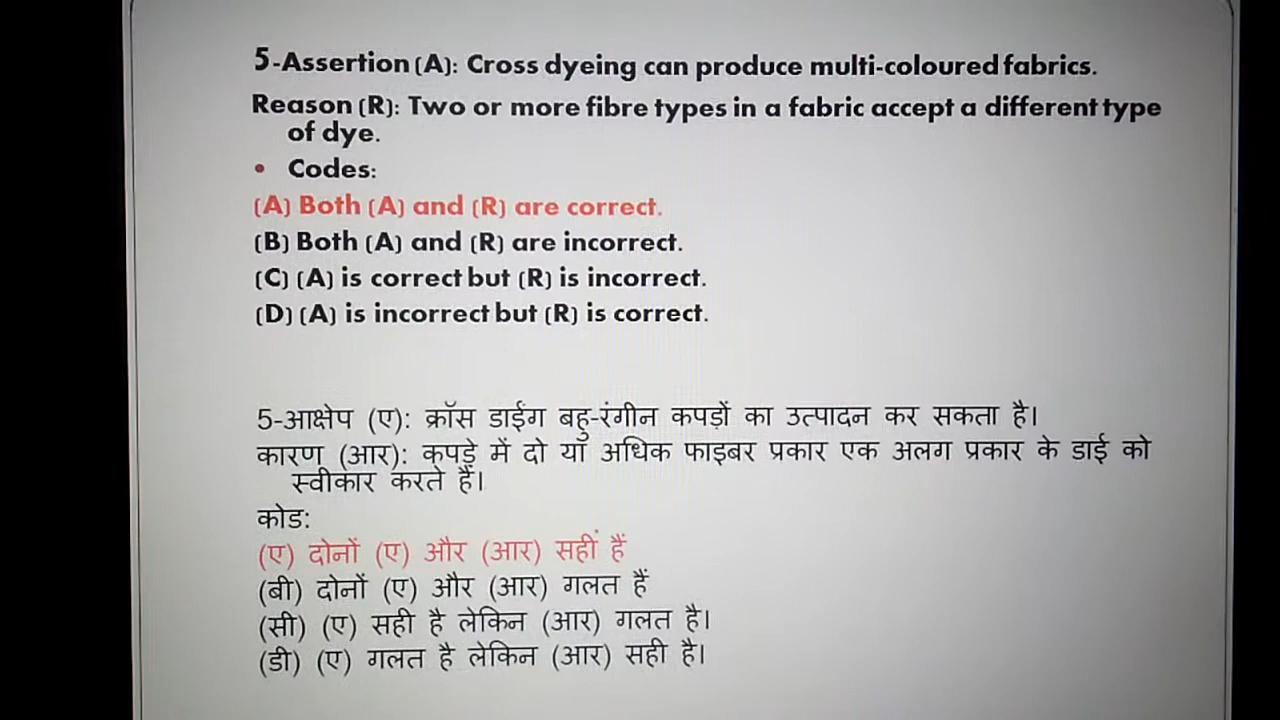 5-Assertion (A): Cross dyeing can produce multi-coloured fabrics.
Reason (R): Two or more fibre types in a fabric accept a different type
of dye.
• Codes:
(A) Both (A) and (R) are correct.
(B) Both (A) and (R) are incorrect.
(C) (A) is correct but (R) is incorrect.
(D) (A) is incorrect but (R) is correct.
5-आक्षेप (ए): क्रॉस डाईंग बहु-रंगीन कपड़ों का उत्पादन कर सकता है।
कारण (आर): कपड़े में दो या अधिक फाइबर प्रकार एक अलग प्रकार के डाई को
स्वीकार करते हैं।
कोड:
(ए) दोनों (ए) और (आर) सहीं हैं
(बी) दोनों (ए) और (आर) गलत हैं
(सी) (ए) सही है लेकिन (आर) गलत है।
(डी) (ए) गलत है लेकिन (आर) सही है।